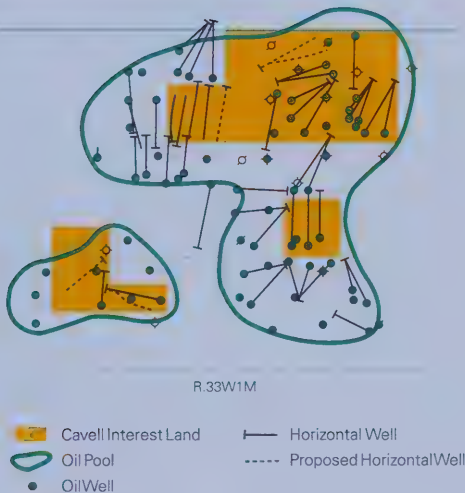 R.33W1M
Cavell Interest Land
Horizontal Well
Oil Pool
Proposed Horizontal Well
Oil Well